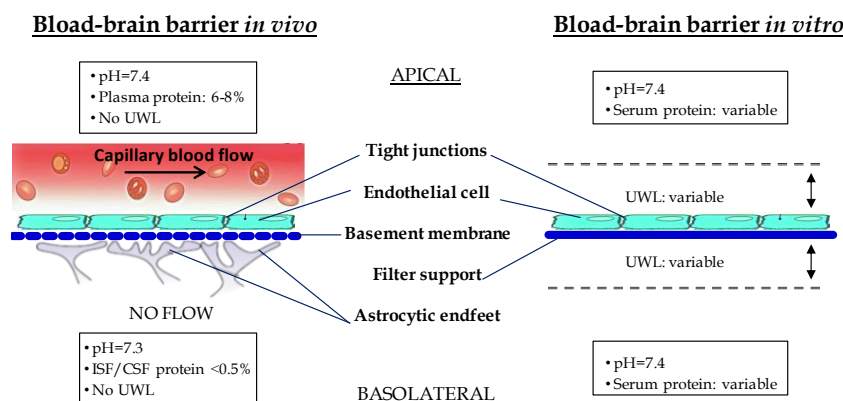 Bload-brain barrier in vivo
Bload-brain barrier in vitro
• pH=7.4
• Plasma protein: 6-8%
• No UWL
APICAL
• pH=7.4
• Serum protein: variable
Capillary blood flow
Tight junctions
Endothelial cell
Basement membrane
Filter support
Astrocytic endfeet
UWL: variable
UWL: variable
NO FLOW
• pH=7.3
• ISF/CSF protein <0.5%
• No UWL
BASOLATERAL
• pH=7.4
• Serum protein: variable